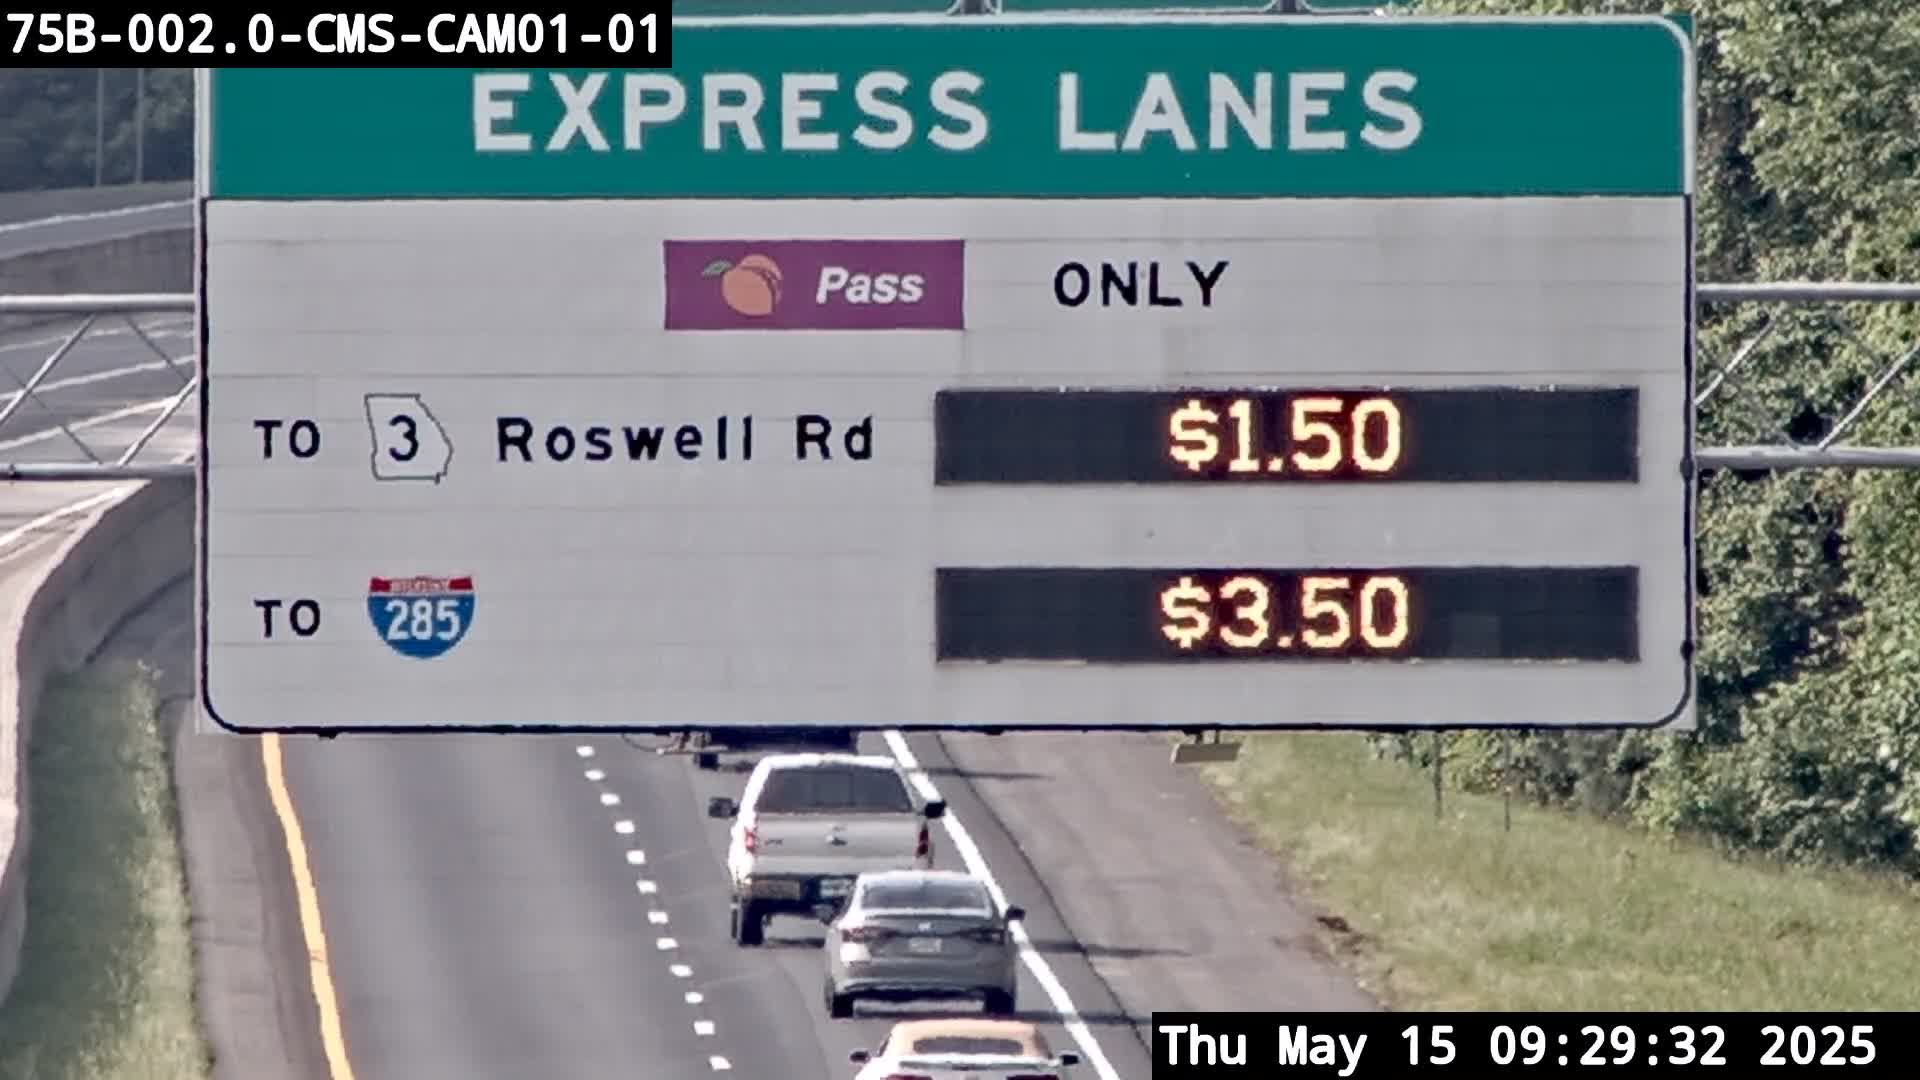 75B-002.0-CMS-CAM01-01
EXPRESS LANES
Pass ONLY
TO 3 Roswell Rd $1.50
TO 285 $3.50
Thu May 15 09:29:32 2025